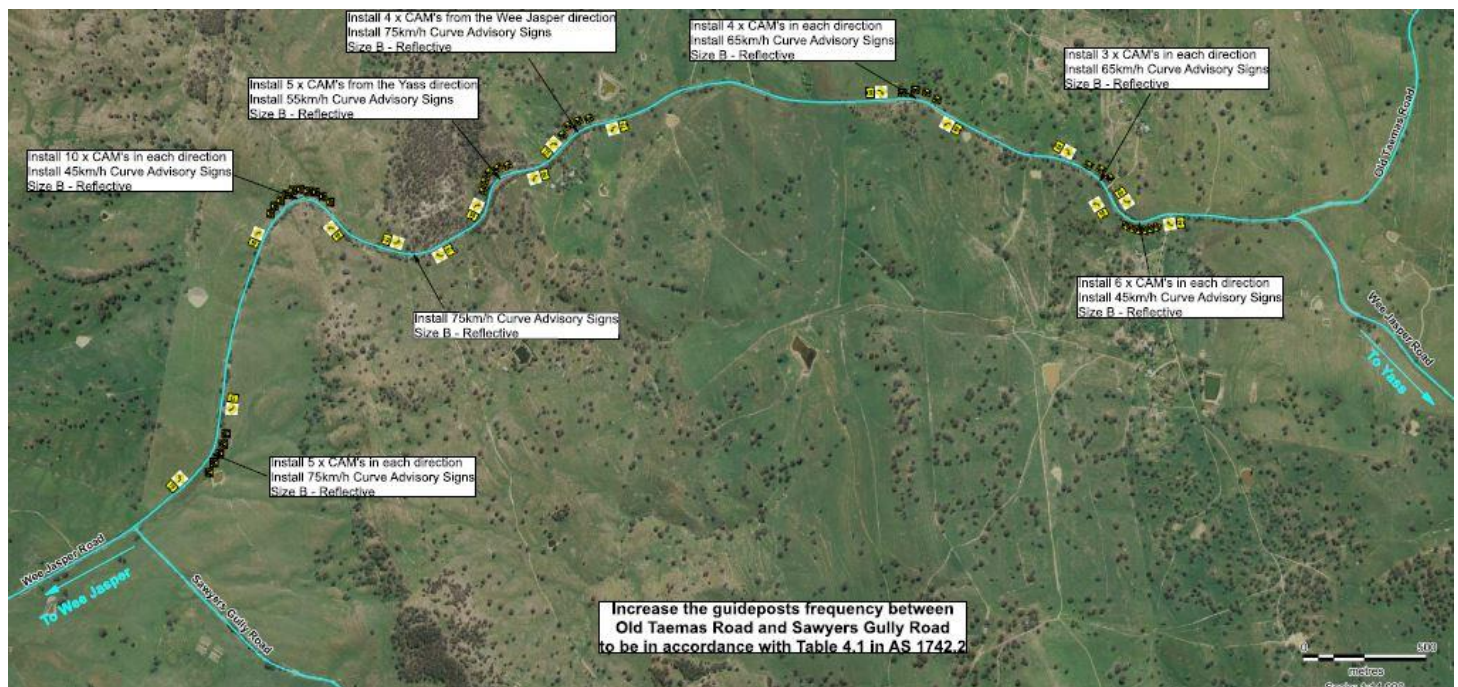 Install 4 x CAM's from the Wee Jasper direction
Install 75km/h Curve Advisory Signs
Size B - Reflective
Install 4 x CAM's in each direction
Install 65km/h Curve Advisory Signs
Size B - Reflective
Install 3 x CAM's in each direction
Install 65km/h Curve Advisory Signs
Size B - Reflective
Install 5 x CAM's from the Yass direction
Install 55km/h Curve Advisory Signs
Size B - Reflective
Install 10 x CAM's in each direction
Install 45km/h Curve Advisory Signs
Size B - Reflective
Old Taemas Road
Install 6 x CAM's in each direction
Install 45km/h Curve Advisory Signs
Size B - Reflective
Install 75km/h Curve Advisory Signs
Size B - Reflective
Wee Jasper Road
To Yass
Install 5 x CAM's in each direction
Install 75km/h Curve Advisory Signs
Size B - Reflective
Wee Jasper Road
To Wee Jasper
Sawyers Gully Road
Increase the guideposts frequency between
Old Taemas Road and Sawyers Gully Road
to be in accordance with Table 4.1 in AS 1742.2
0 500
metres